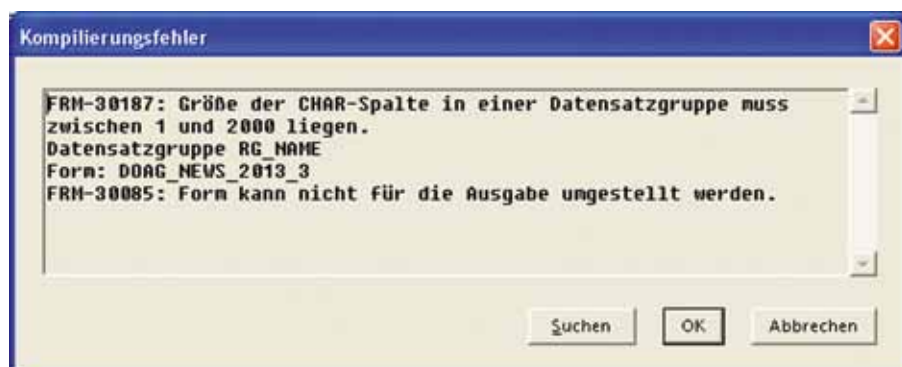 Kompilierungsfehler
FRM-30187: Größe der CHAR-Spalte in einer Datensatzgruppe muss
zwischen 1 und 2000 liegen.
Datensatzgruppe RG_NAME
Form: DOAG_NEWS_2013_3
FRM-30085: Form kann nicht für die Ausgabe umgestellt werden.
Suchen
OK
Abbrechen